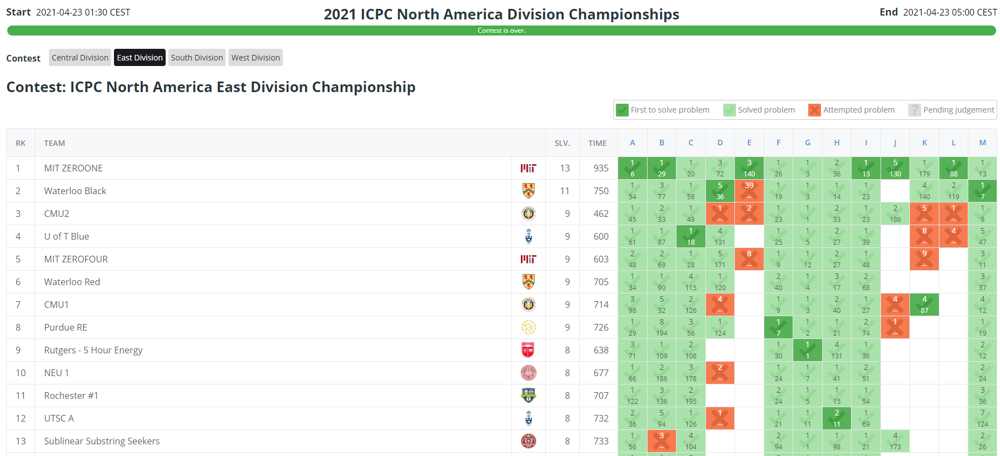 Start 2021-04-23 01:30 CEST
2021 ICPC North America Division Championships
End 2021-04-23 05:00 CEST
Contest is over.
Contest Central Division East Division South Division West Division
Contest: ICPC North America East Division Championship
First to solve problem Solved problem Attempted problem ? Pending judgement
RK TEAM SLV. TIME A B C D E F G H I J K L M
1 MIT ZEROONE MIT 13 935 1 1 1 3 3 1 1 2 1 5 1 1 1
6 29 20 72 140 26 3 36 13 130 179 88 13
2 Waterloo Black 11 750 1 3 1 5 39 1 1 1 1 4 2 1
54 77 58 36 -- 19 3 14 23 140 119 7
3 CMU2 9 462 1 2 1 1 2 1 1 2 1 2 5 1 1
45 33 49 -- -- 23 1 33 23 186 -- -- 9
4 U of T Blue 9 600 1 1 1 4 1 1 2 1 8 4 5
61 87 18 131 25 5 27 39 -- -- 47
5 MIT ZEROFOUR MIT 9 603 2 2 1 5 8 1 1 2 1 9 3
48 69 28 171 -- 9 12 27 48 -- 11
6 Waterloo Red 9 705 1 1 4 1 2 1 3 2 3
34 90 115 120 40 4 17 68 37
7 CMU1 9 714 3 5 2 4 1 1 2 1 4 4 4
98 32 126 -- 9 3 40 27 -- 87 12
8 Purdue RE 9 726 1 8 3 1 1 1 1 2 1 1
29 194 56 124 7 2 21 74 -- 19
9 Rutgers - 5 Hour Energy 8 638 3 1 2 1 1 4 1 2
71 109 108 30 1 131 36 12
10 NEU 1 8 677 1 2 3 2 1 1 1 2 2
66 186 178 -- 24 7 41 51 24
11 Rochester #1 8 707 1 3 2 2 1 1 1 3
122 136 195 24 5 15 54 36
12 UTSC A 8 732 2 5 1 1 1 1 2 1 7
36 94 126 -- 21 11 11 69 124
13 Sublinear Substring Seekers 8 733 1 3 4 2 1 1 1 4 2
56 -- 104 94 1 98 21 173 26